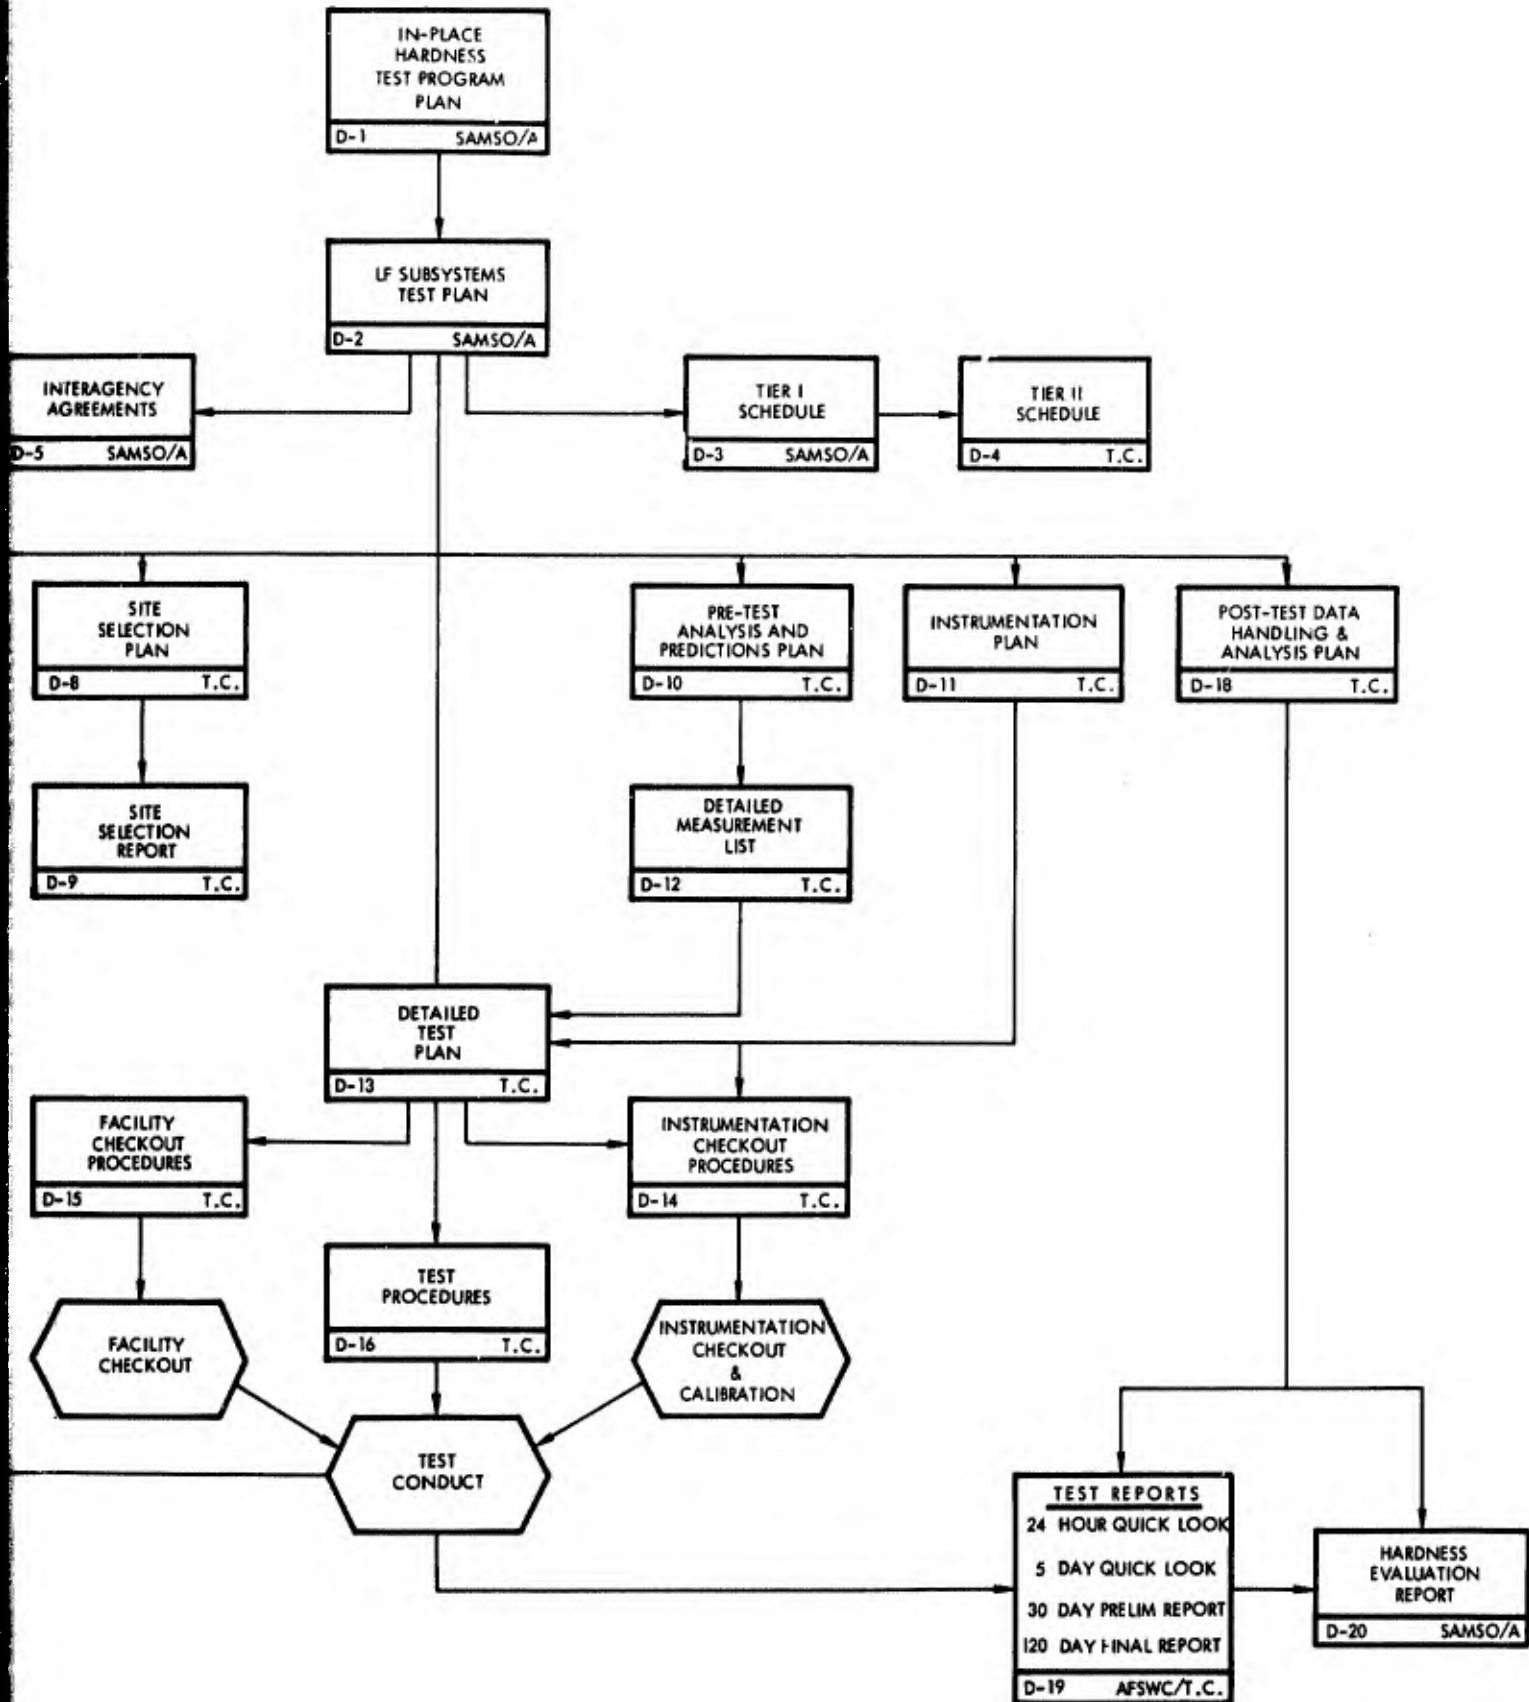 IN-PLACE
HARDNESS
TEST PROGRAM
PLAN
D-1 SAMSO/A
LF SUBSYSTEMS
TEST PLAN
D-2 SAMSO/A
INTERAGENCY
AGREEMENTS
D-5 SAMSO/A
TIER I
SCHEDULE
D-3 SAMSO/A
TIER II
SCHEDULE
D-4 T.C.
SITE
SELECTION
PLAN
D-8 T.C.
PRE-TEST
ANALYSIS AND
PREDICTIONS PLAN
D-10 T.C.
INSTRUMENTATION
PLAN
D-11 T.C.
POST-TEST DATA
HANDLING &
ANALYSIS PLAN
D-18 T.C.
SITE
SELECTION
REPORT
D-9 T.C.
DETAILED
MEASUREMENT
LIST
D-12 T.C.
DETAILED
TEST
PLAN
D-13 T.C.
FACILITY
CHECKOUT
PROCEDURES
D-15 T.C.
INSTRUMENTATION
CHECKOUT
PROCEDURES
D-14 T.C.
TEST
PROCEDURES
D-16 T.C.
FACILITY
CHECKOUT
INSTRUMENTATION
CHECKOUT
&
CALIBRATION
TEST
CONDUCT
TEST REPORTS
24 HOUR QUICK LOOK
5 DAY QUICK LOOK
30 DAY PRELIM REPORT
120 DAY FINAL REPORT
D-19 AFSWC/T.C.
HARDNESS
EVALUATION
REPORT
D-20 SAMSO/A